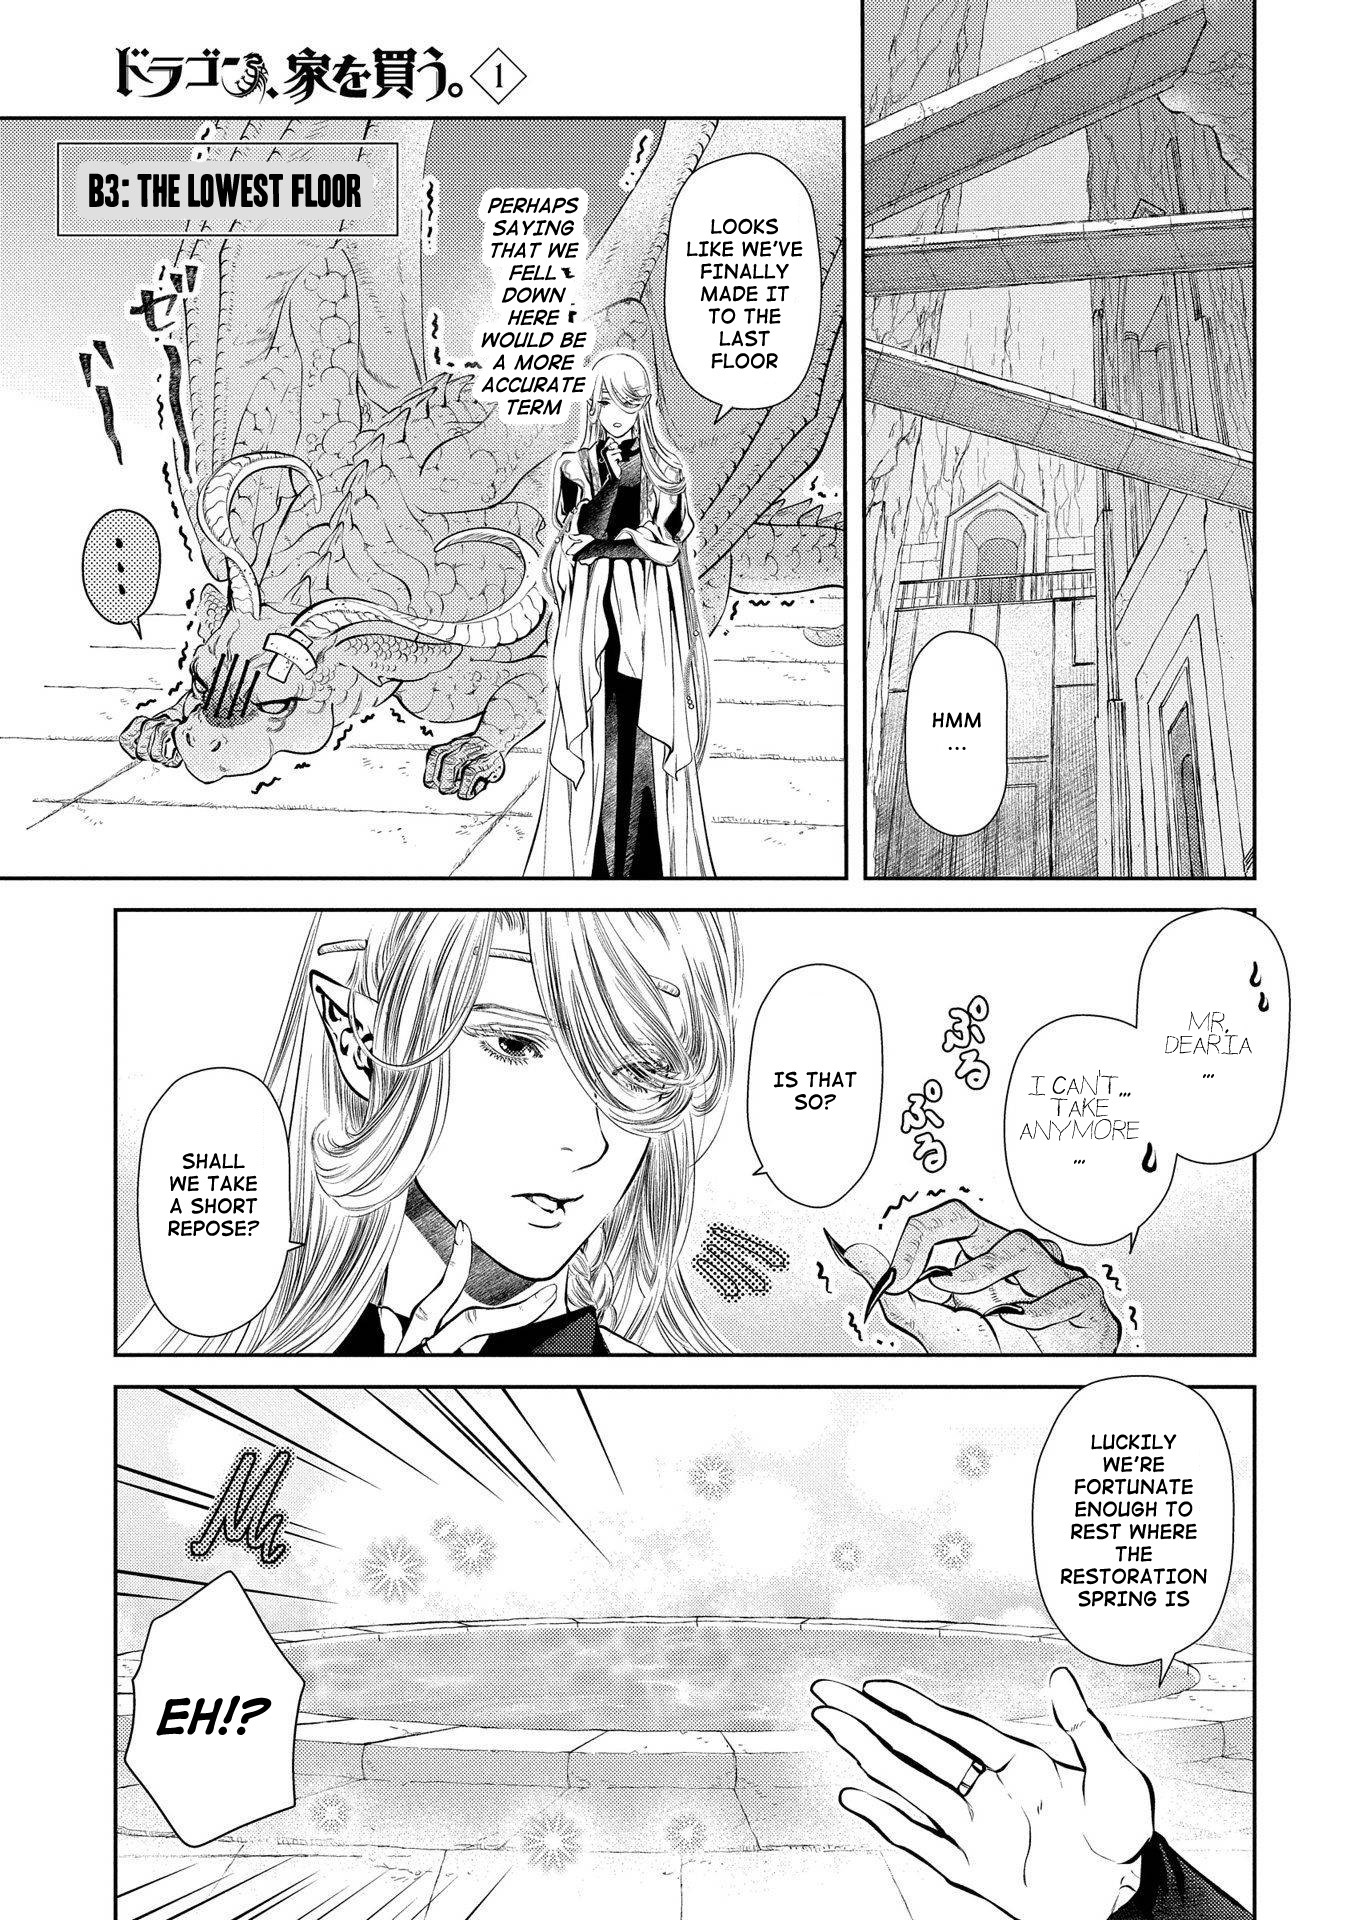 ドラゴン、家を買う。1
HMM
...
B3: THE LOWEST FLOOR
LOOKS
LIKE WE'VE
FINALLY
MADE IT
TO THE
LAST
FLOOR
PERHAPS
SAYING
THAT WE
FELL
DOWN
HERE
WOULD BE
A MORE
ACCURATE
TERM
ゼ
...
MR.
DEARIA
...
I CAN'T...
TAKE
ANYMORE
...
ぷる
ぷる
IS THAT
SO?
SHALL
WE TAKE
A SHORT
REPOSE?
LUCKILY
WE'RE
FORTUNATE
ENOUGH TO
REST WHERE
THE
RESTORATION
SPRING IS
EH!?